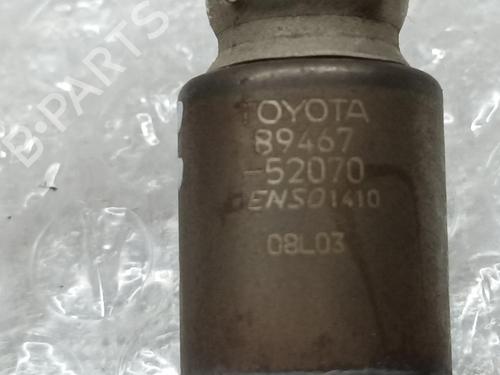 TOYOTA
89467
-52070
DENSO 1410
08L03
B-PARTS